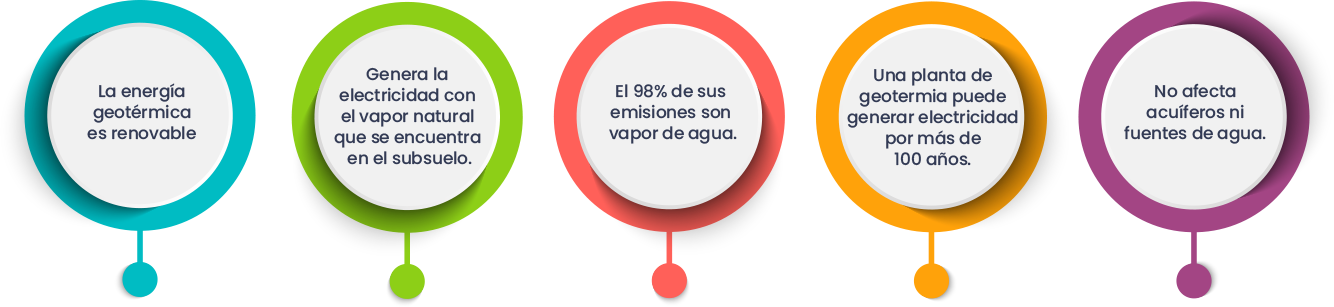 La energía
geotérmica
es renovable
Genera la
electricidad con
el vapor natural
que se encuentra
en el subsuelo.
El 98% de sus
emisiones son
vapor de agua.
Una planta de
geotermia puede
generar electricidad
por más de
100 años.
No afecta
acuíferos ni
fuentes de agua.